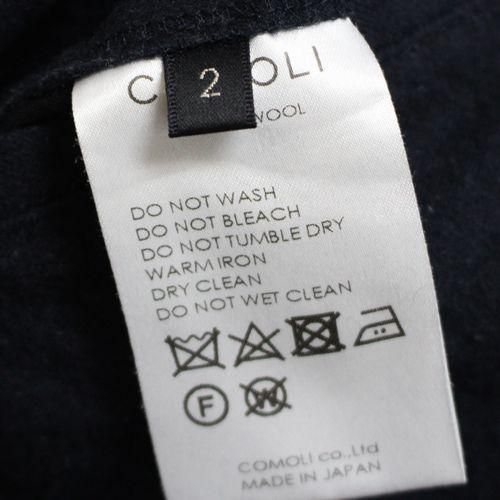 2
OLI
WOOL
DO NOT WASH
DO NOT BLEACH
DO NOT TUMBLE DRY
WARM IRON
DRY CLEAN
DO NOT WET CLEAN
F
W
COMOLI co.,Ltd
MADE IN JAPAN